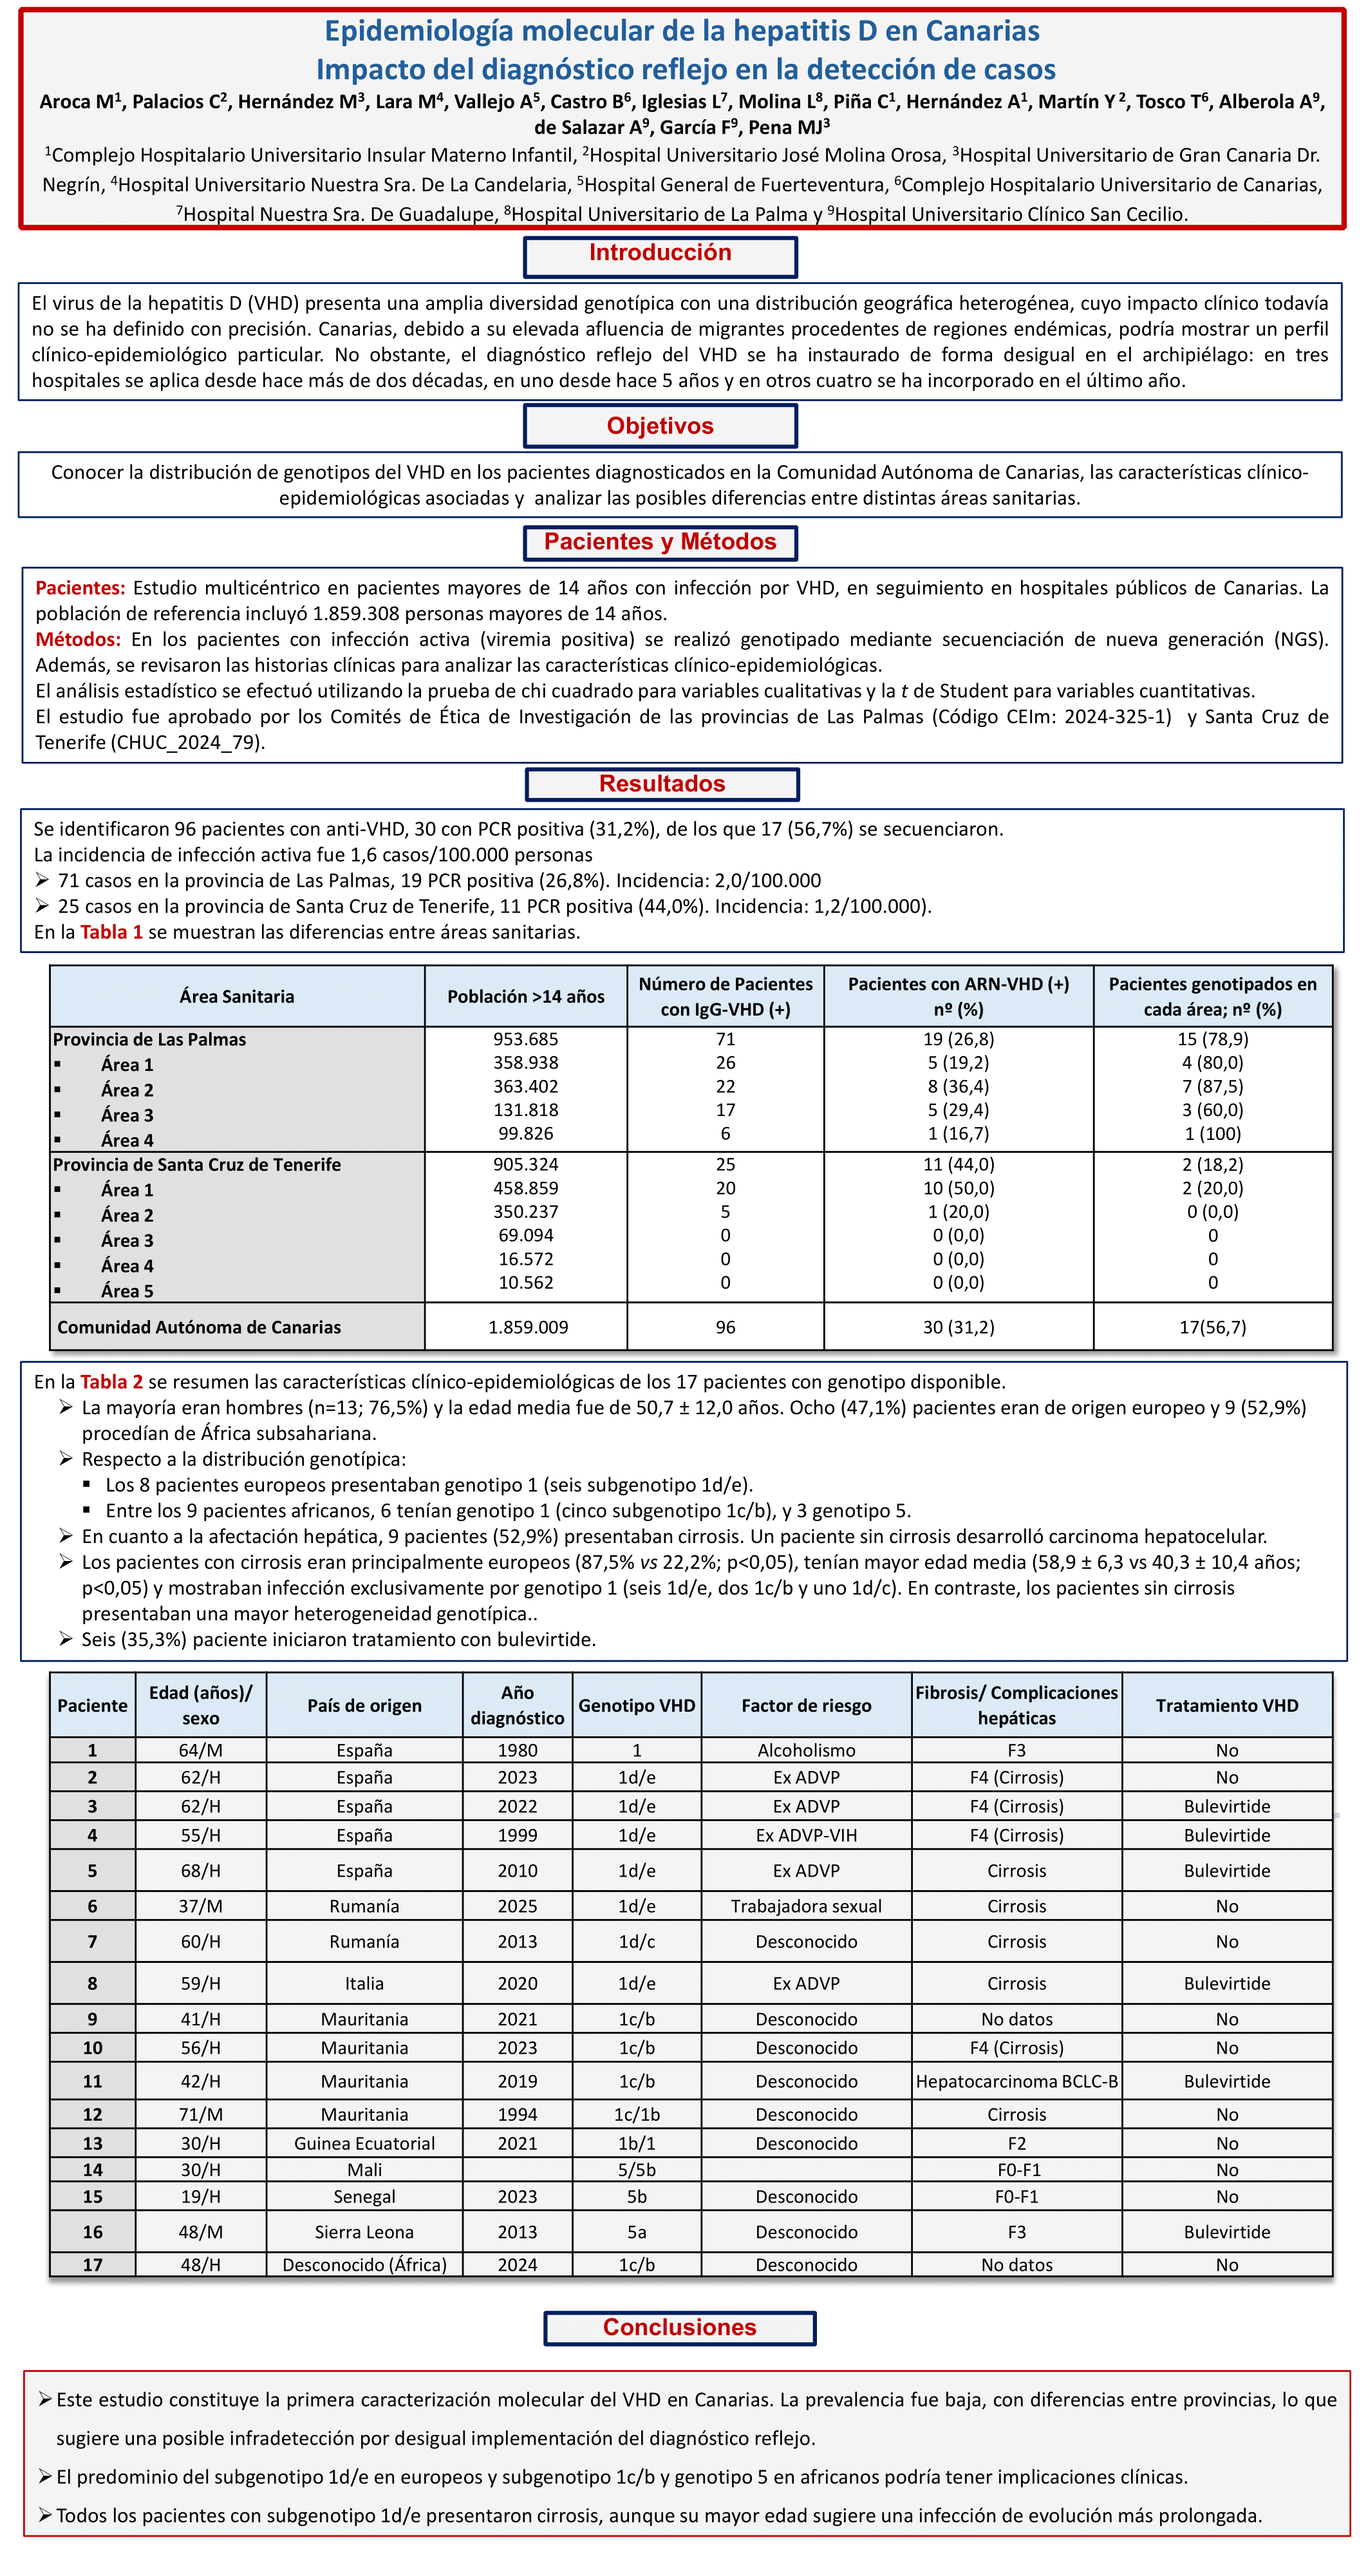 Epidemiología molecular de la hepatitis D en Canarias
Impacto del diagnóstico reflejo en la detección de casos
Aroca M1, Palacios C2, Hernández M3, Lara M4, Vallejo A5, Castro B6, Iglesias L7, Molina L8, Piña C1, Hernández A1, Martín Y 2, Tosco T6, Alberola A9,
de Salazar A9, García F9, Pena MJ3
1Complejo Hospitalario Universitario Insular Materno Infantil, 2Hospital Universitario José Molina Orosa, 3Hospital Universitario de Gran Canaria Dr.
Negrín, 4Hospital Universitario Nuestra Sra. De La Candelaria, 5Hospital General de Fuerteventura, 6Complejo Hospitalario Universitario de Canarias,
7Hospital Nuestra Sra. De Guadalupe, 8Hospital Universitario de La Palma y 9Hospital Universitario Clínico San Cecilio.
Introducción
El virus de la hepatitis D (VHD) presenta una amplia diversidad genotípica con una distribución geográfica heterogénea, cuyo impacto clínico todavía
no se ha definido con precisión. Canarias, debido a su elevada afluencia de migrantes procedentes de regiones endémicas, podría mostrar un perfil
clínico-epidemiológico particular. No obstante, el diagnóstico reflejo del VHD se ha instaurado de forma desigual en el archipiélago: en tres
hospitales se aplica desde hace más de dos décadas, en uno desde hace 5 años y en otros cuatro se ha incorporado en el último año.
Objetivos
Conocer la distribución de genotipos del VHD en los pacientes diagnosticados en la Comunidad Autónoma de Canarias, las características clínico-
epidemiológicas asociadas y analizar las posibles diferencias entre distintas áreas sanitarias.
Pacientes y Métodos
Pacientes: Estudio multicéntrico en pacientes mayores de 14 años con infección por VHD, en seguimiento en hospitales públicos de Canarias. La
población de referencia incluyó 1.859.308 personas mayores de 14 años.
Métodos: En los pacientes con infección activa (viremia positiva) se realizó genotipado mediante secuenciación de nueva generación (NGS).
Además, se revisaron las historias clínicas para analizar las características clínico-epidemiológicas.
El análisis estadístico se efectuó utilizando la prueba de chi cuadrado para variables cualitativas y la t de Student para variables cuantitativas.
El estudio fue aprobado por los Comités de Ética de Investigación de las provincias de Las Palmas (Código CEIm: 2024-325-1) y Santa Cruz de
Tenerife (CHUC_2024_79).
Resultados
Se identificaron 96 pacientes con anti-VHD, 30 con PCR positiva (31,2%), de los que 17 (56,7%) se secuenciaron.
La incidencia de infección activa fue 1,6 casos/100.000 personas
➢ 71 casos en la provincia de Las Palmas, 19 PCR positiva (26,8%). Incidencia: 2,0/100.000
➢ 25 casos en la provincia de Santa Cruz de Tenerife, 11 PCR positiva (44,0%). Incidencia: 1,2/100.000).
En la Tabla 1 se muestran las diferencias entre áreas sanitarias.
Área Sanitaria | Población >14 años | Número de Pacientes con IgG-VHD (+) | Pacientes con ARN-VHD (+) nº (%) | Pacientes genotipados en cada área; nº (%)
Provincia de Las Palmas | 953.685 | 71 | 19 (26,8) | 15 (78,9)
▪ Área 1 | 358.938 | 26 | 5 (19,2) | 4 (80,0)
▪ Área 2 | 363.402 | 22 | 8 (36,4) | 7 (87,5)
▪ Área 3 | 131.818 | 17 | 5 (29,4) | 3 (60,0)
▪ Área 4 | 99.826 | 6 | 1 (16,7) | 1 (100)
Provincia de Santa Cruz de Tenerife | 905.324 | 25 | 11 (44,0) | 2 (18,2)
▪ Área 1 | 458.859 | 20 | 10 (50,0) | 2 (20,0)
▪ Área 2 | 350.237 | 5 | 1 (20,0) | 0 (0,0)
▪ Área 3 | 69.094 | 0 | 0 (0,0) | 0
▪ Área 4 | 16.572 | 0 | 0 (0,0) | 0
▪ Área 5 | 10.562 | 0 | 0 (0,0) | 0
Comunidad Autónoma de Canarias | 1.859.009 | 96 | 30 (31,2) | 17(56,7)
En la Tabla 2 se resumen las características clínico-epidemiológicas de los 17 pacientes con genotipo disponible.
➢ La mayoría eran hombres (n=13; 76,5%) y la edad media fue de 50,7 ± 12,0 años. Ocho (47,1%) pacientes eran de origen europeo y 9 (52,9%)
procedían de África subsahariana.
➢ Respecto a la distribución genotípica:
▪ Los 8 pacientes europeos presentaban genotipo 1 (seis subgenotipo 1d/e).
▪ Entre los 9 pacientes africanos, 6 tenían genotipo 1 (cinco subgenotipo 1c/b), y 3 genotipo 5.
➢ En cuanto a la afectación hepática, 9 pacientes (52,9%) presentaban cirrosis. Un paciente sin cirrosis desarrolló carcinoma hepatocelular.
➢ Los pacientes con cirrosis eran principalmente europeos (87,5% vs 22,2%; p<0,05), tenían mayor edad media (58,9 ± 6,3 vs 40,3 ± 10,4 años;
p<0,05) y mostraban infección exclusivamente por genotipo 1 (seis 1d/e, dos 1c/b y uno 1d/c). En contraste, los pacientes sin cirrosis
presentaban una mayor heterogeneidad genotípica..
➢ Seis (35,3%) paciente iniciaron tratamiento con bulevirtide.
Paciente | Edad (años)/ sexo | País de origen | Año diagnóstico | Genotipo VHD | Factor de riesgo | Fibrosis/ Complicaciones hepáticas | Tratamiento VHD
1 | 64/M | España | 1980 | 1 | Alcoholismo | F3 | No
2 | 62/H | España | 2023 | 1d/e | Ex ADVP | F4 (Cirrosis) | No
3 | 62/H | España | 2022 | 1d/e | Ex ADVP | F4 (Cirrosis) | Bulevirtide
4 | 55/H | España | 1999 | 1d/e | Ex ADVP-VIH | F4 (Cirrosis) | Bulevirtide
5 | 68/H | España | 2010 | 1d/e | Ex ADVP | Cirrosis | Bulevirtide
6 | 37/M | Rumanía | 2025 | 1d/e | Trabajadora sexual | Cirrosis | No
7 | 60/H | Rumanía | 2013 | 1d/c | Desconocido | Cirrosis | No
8 | 59/H | Italia | 2020 | 1d/e | Ex ADVP | Cirrosis | Bulevirtide
9 | 41/H | Mauritania | 2021 | 1c/b | Desconocido | No datos | No
10 | 56/H | Mauritania | 2023 | 1c/b | Desconocido | F4 (Cirrosis) | No
11 | 42/H | Mauritania | 2019 | 1c/b | Desconocido | Hepatocarcinoma BCLC-B | Bulevirtide
12 | 71/M | Mauritania | 1994 | 1c/1b | Desconocido | Cirrosis | No
13 | 30/H | Guinea Ecuatorial | 2021 | 1b/1 | Desconocido | F2 | No
14 | 30/H | Mali | | 5/5b | | F0-F1 | No
15 | 19/H | Senegal | 2023 | 5b | Desconocido | F0-F1 | No
16 | 48/M | Sierra Leona | 2013 | 5a | Desconocido | F3 | Bulevirtide
17 | 48/H | Desconocido (África) | 2024 | 1c/b | Desconocido | No datos | No
Conclusiones
➢Este estudio constituye la primera caracterización molecular del VHD en Canarias. La prevalencia fue baja, con diferencias entre provincias, lo que
sugiere una posible infradetección por desigual implementación del diagnóstico reflejo.
➢El predominio del subgenotipo 1d/e en europeos y subgenotipo 1c/b y genotipo 5 en africanos podría tener implicaciones clínicas.
➢Todos los pacientes con subgenotipo 1d/e presentaron cirrosis, aunque su mayor edad sugiere una infección de evolución más prolongada.